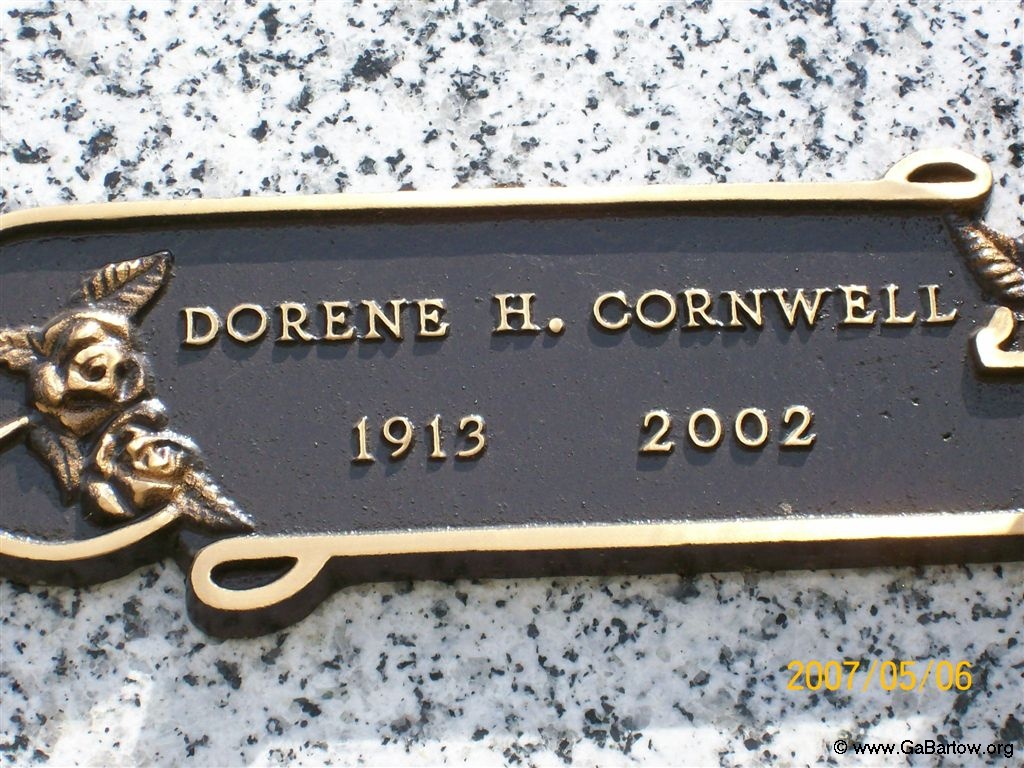 DORENE H. CORNWELL
1913 2002
2007/05/06
© www.GaBartow.org